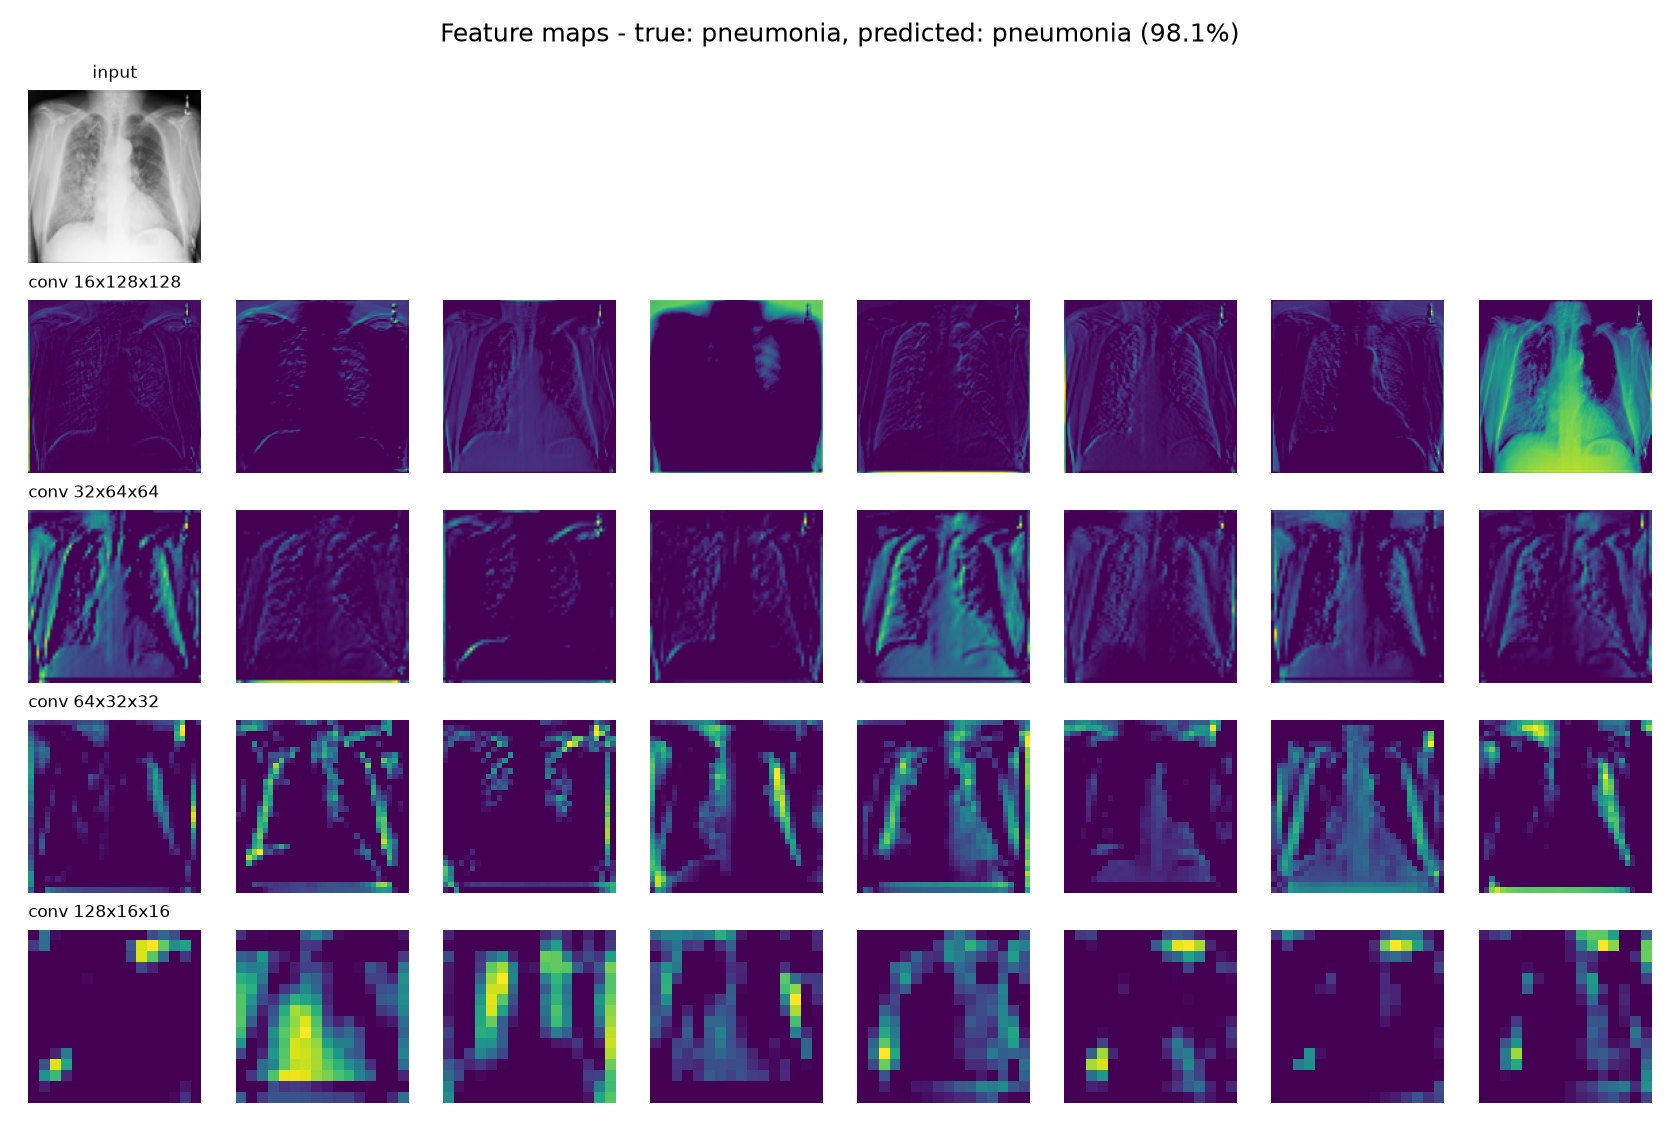 Feature maps - true: pneumonia, predicted: pneumonia (98.1%)
input
conv 16x128x128
conv 32x64x64
conv 64x32x32
conv 128x16x16